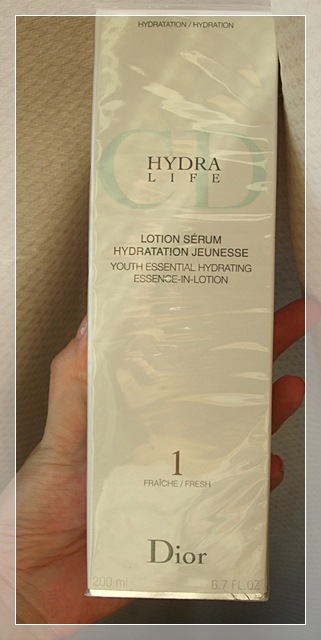 HYDRATATION / HYDRATION
CD
HYDRA
LIFE
LOTION SÉRUM
HYDRATATION JEUNESSE
YOUTH ESSENTIAL HYDRATING
ESSENCE-IN-LOTION
1
FRAÎCHE / FRESH
Dior
200 ml 6.7 FL.OZ